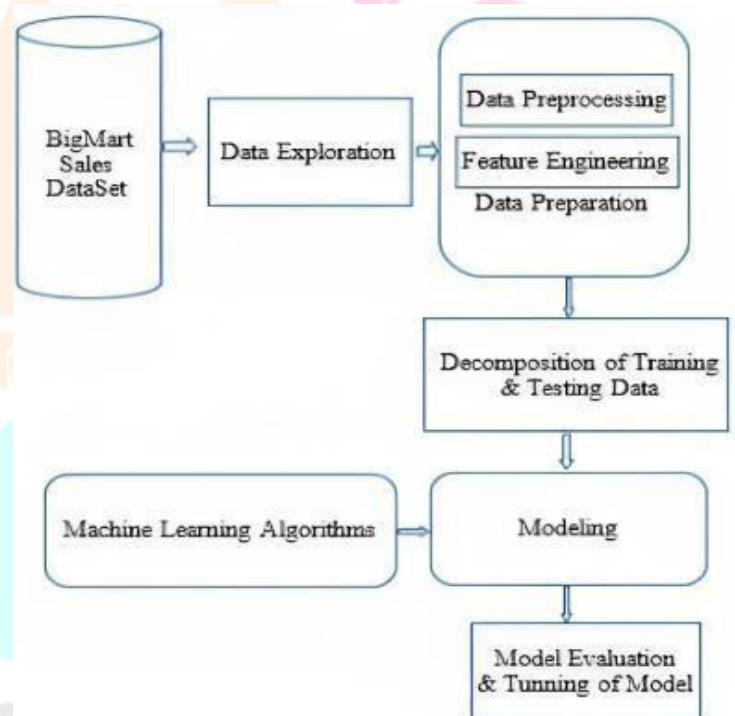 BigMart
Sales
DataSet
Data Exploration
Data Preprocessing
Feature Engineering
Data Preparation
Decomposition of Training
& Testing Data
Machine Learning Algorithms
Modeling
Model Evaluation
& Tunning of Model